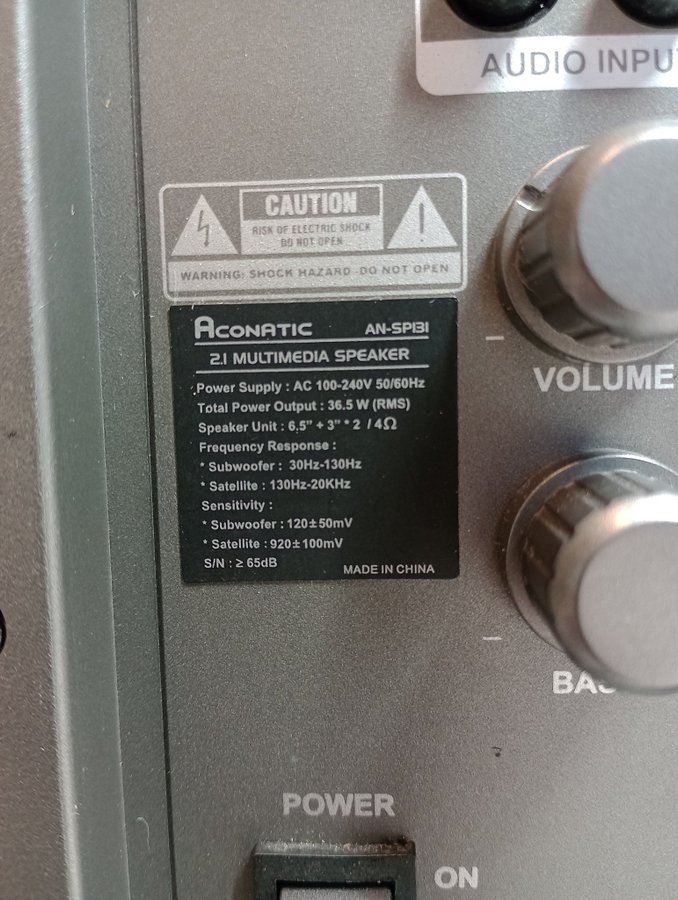 AUDIO INPU
CAUTION
RISK OF ELECTRIC SHOCK
DO NOT OPEN
WARNING: SHOCK HAZARD DO NOT OPEN
ACONATIC AN-SP131
2.1 MULTIMEDIA SPEAKER
Power Supply : AC 100-240V 50/60Hz
Total Power Output : 36.5 W (RMS)
Speaker Unit : 6.5" + 3" * 2 / 4Ω
Frequency Response :
* Subwoofer : 30Hz-130Hz
* Satellite : 130Hz-20KHz
Sensitivity :
* Subwoofer : 120±50mV
* Satellite : 920±100mV
S/N : ≥ 65dB
MADE IN CHINA
VOLUME
BAS
POWER
ON